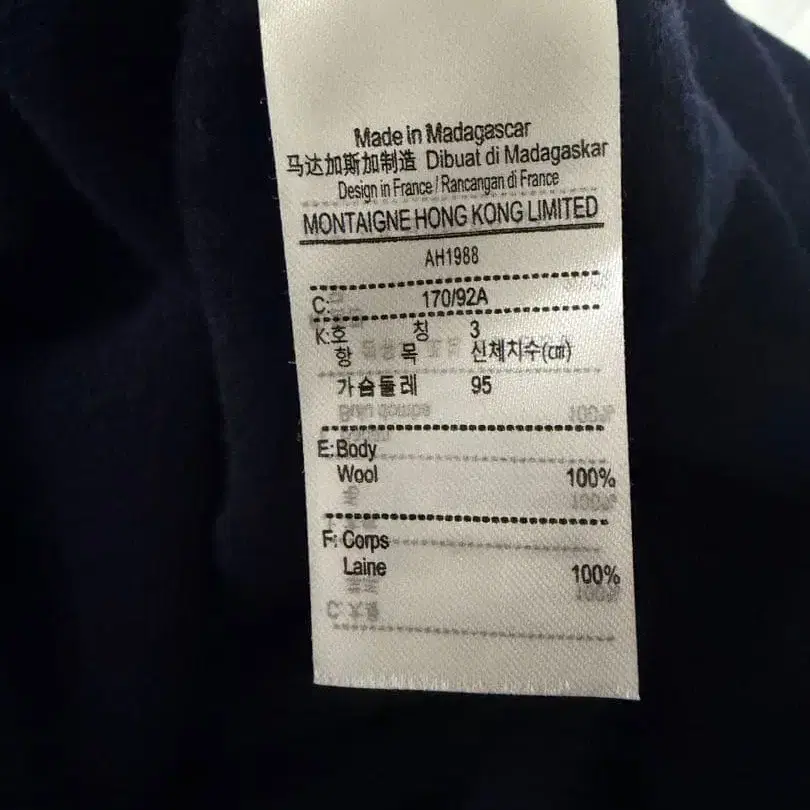 Made in Madagascar
马达加斯加制造 Dibuat di Madagaskar
Design in France / Rancangan di France
MONTAIGNE HONG KONG LIMITED
AH1988
C: 170/92A
K:호 칭 3
항 목 신체치수(㎝)
가슴둘레 95
E:Body
Wool 100%
F: Corps
Laine 100%